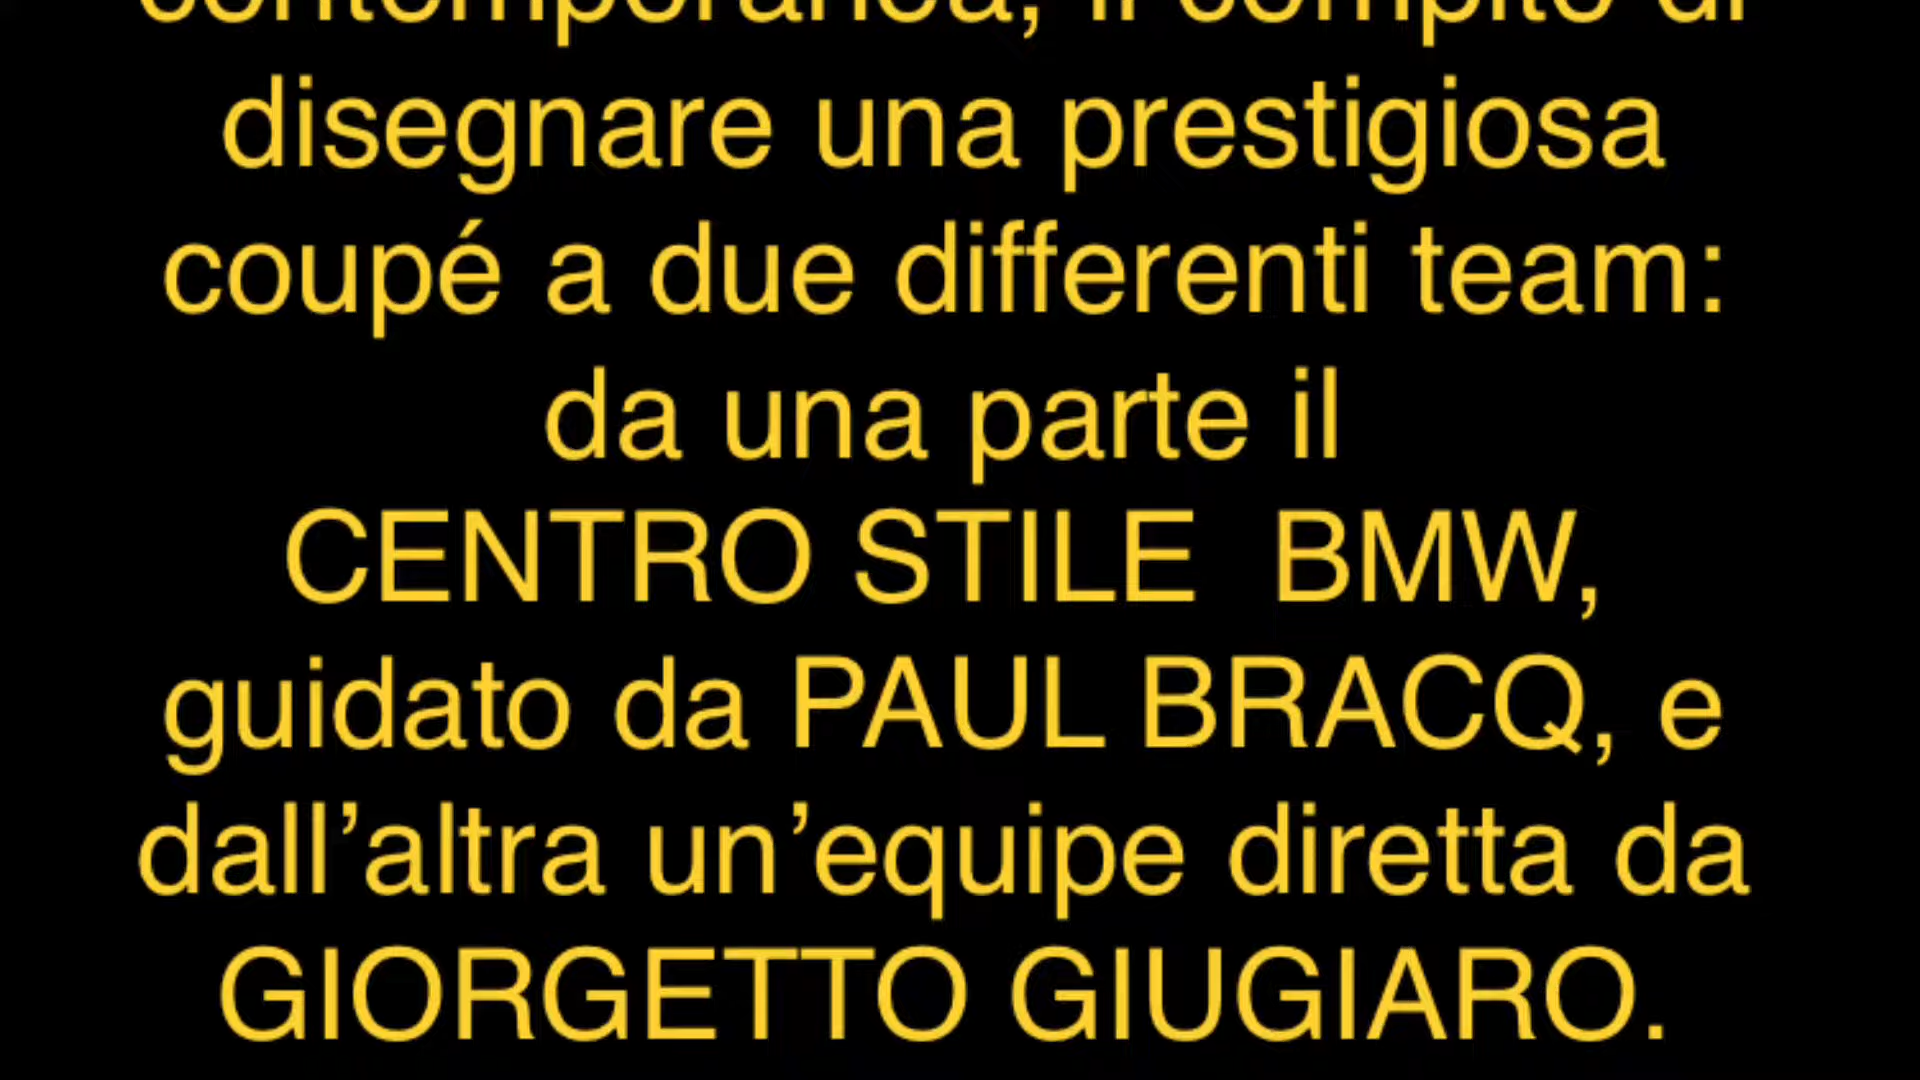 contemporanea, il compito di
disegnare una prestigiosa
coupé a due differenti team:
da una parte il
CENTRO STILE  BMW,
guidato da PAUL BRACQ, e
dall’altra un’equipe diretta da
GIORGETTO GIUGIARO.